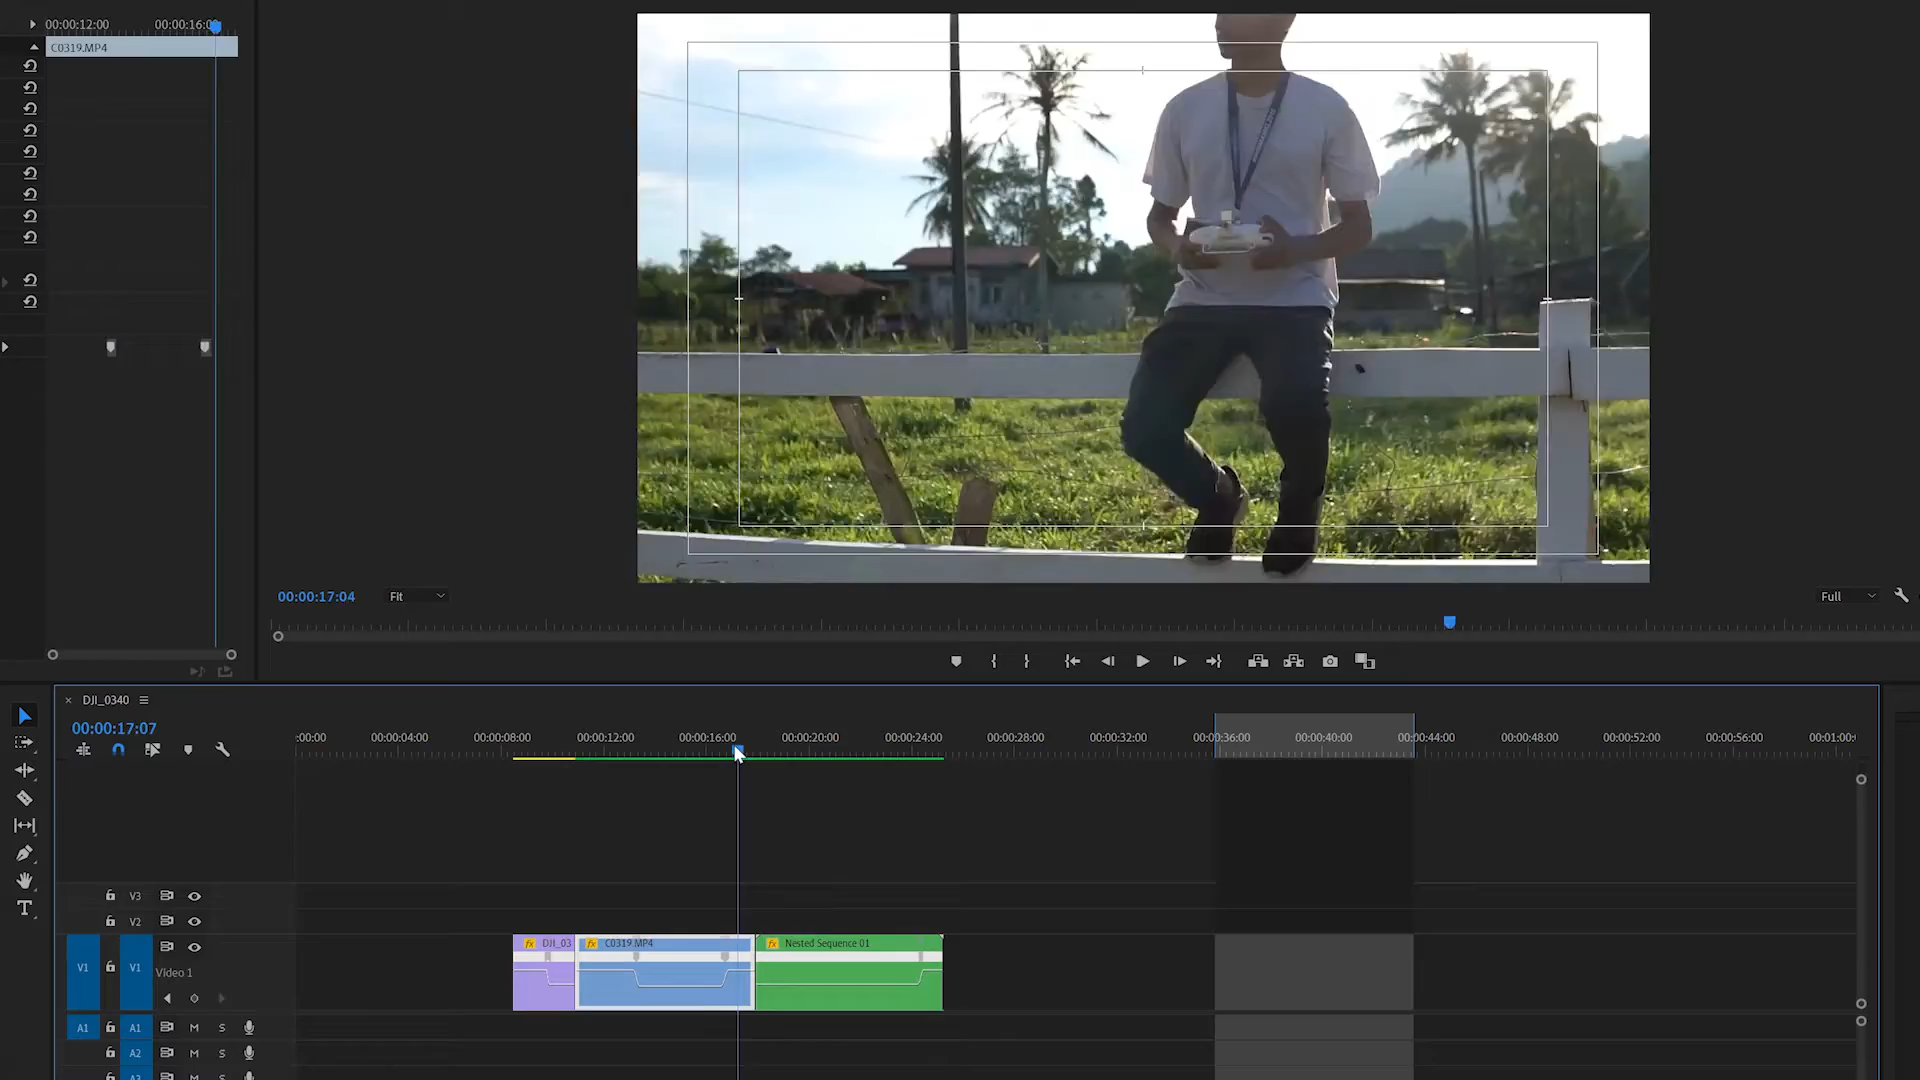 00:00:12:00 00:00:16:00
C0319.MP4
00:00:17:04 Fit Full
DJI_0340
00:00:17:07
:00:00 00:00:04:00 00:00:08:00 00:00:12:00 00:00:16:00 00:00:20:00 00:00:24:00 00:00:28:00 00:00:32:00 00:00:36:00 00:00:40:00 00:00:44:00 00:00:48:00 00:00:52:00 00:00:56:00 00:01:00:
V3
V2
fx DJI_03 fx C0319.MP4 fx Nested Sequence 01
V1 V1
Video 1
A1 A1 M S
A2 M S